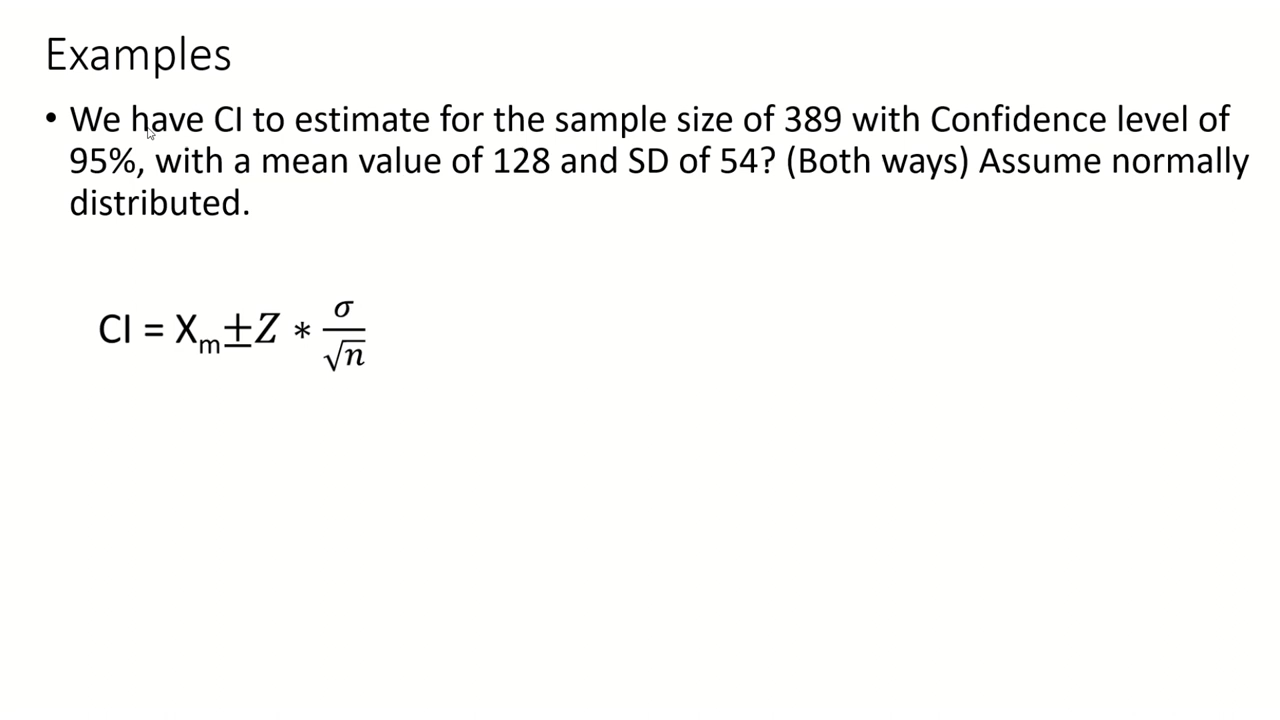 Examples
• We have CI to estimate for the sample size of 389 with Confidence level of
95%, with a mean value of 128 and SD of 54? (Both ways) Assume normally
distributed.
CI = Xₘ±Z * σ/√n